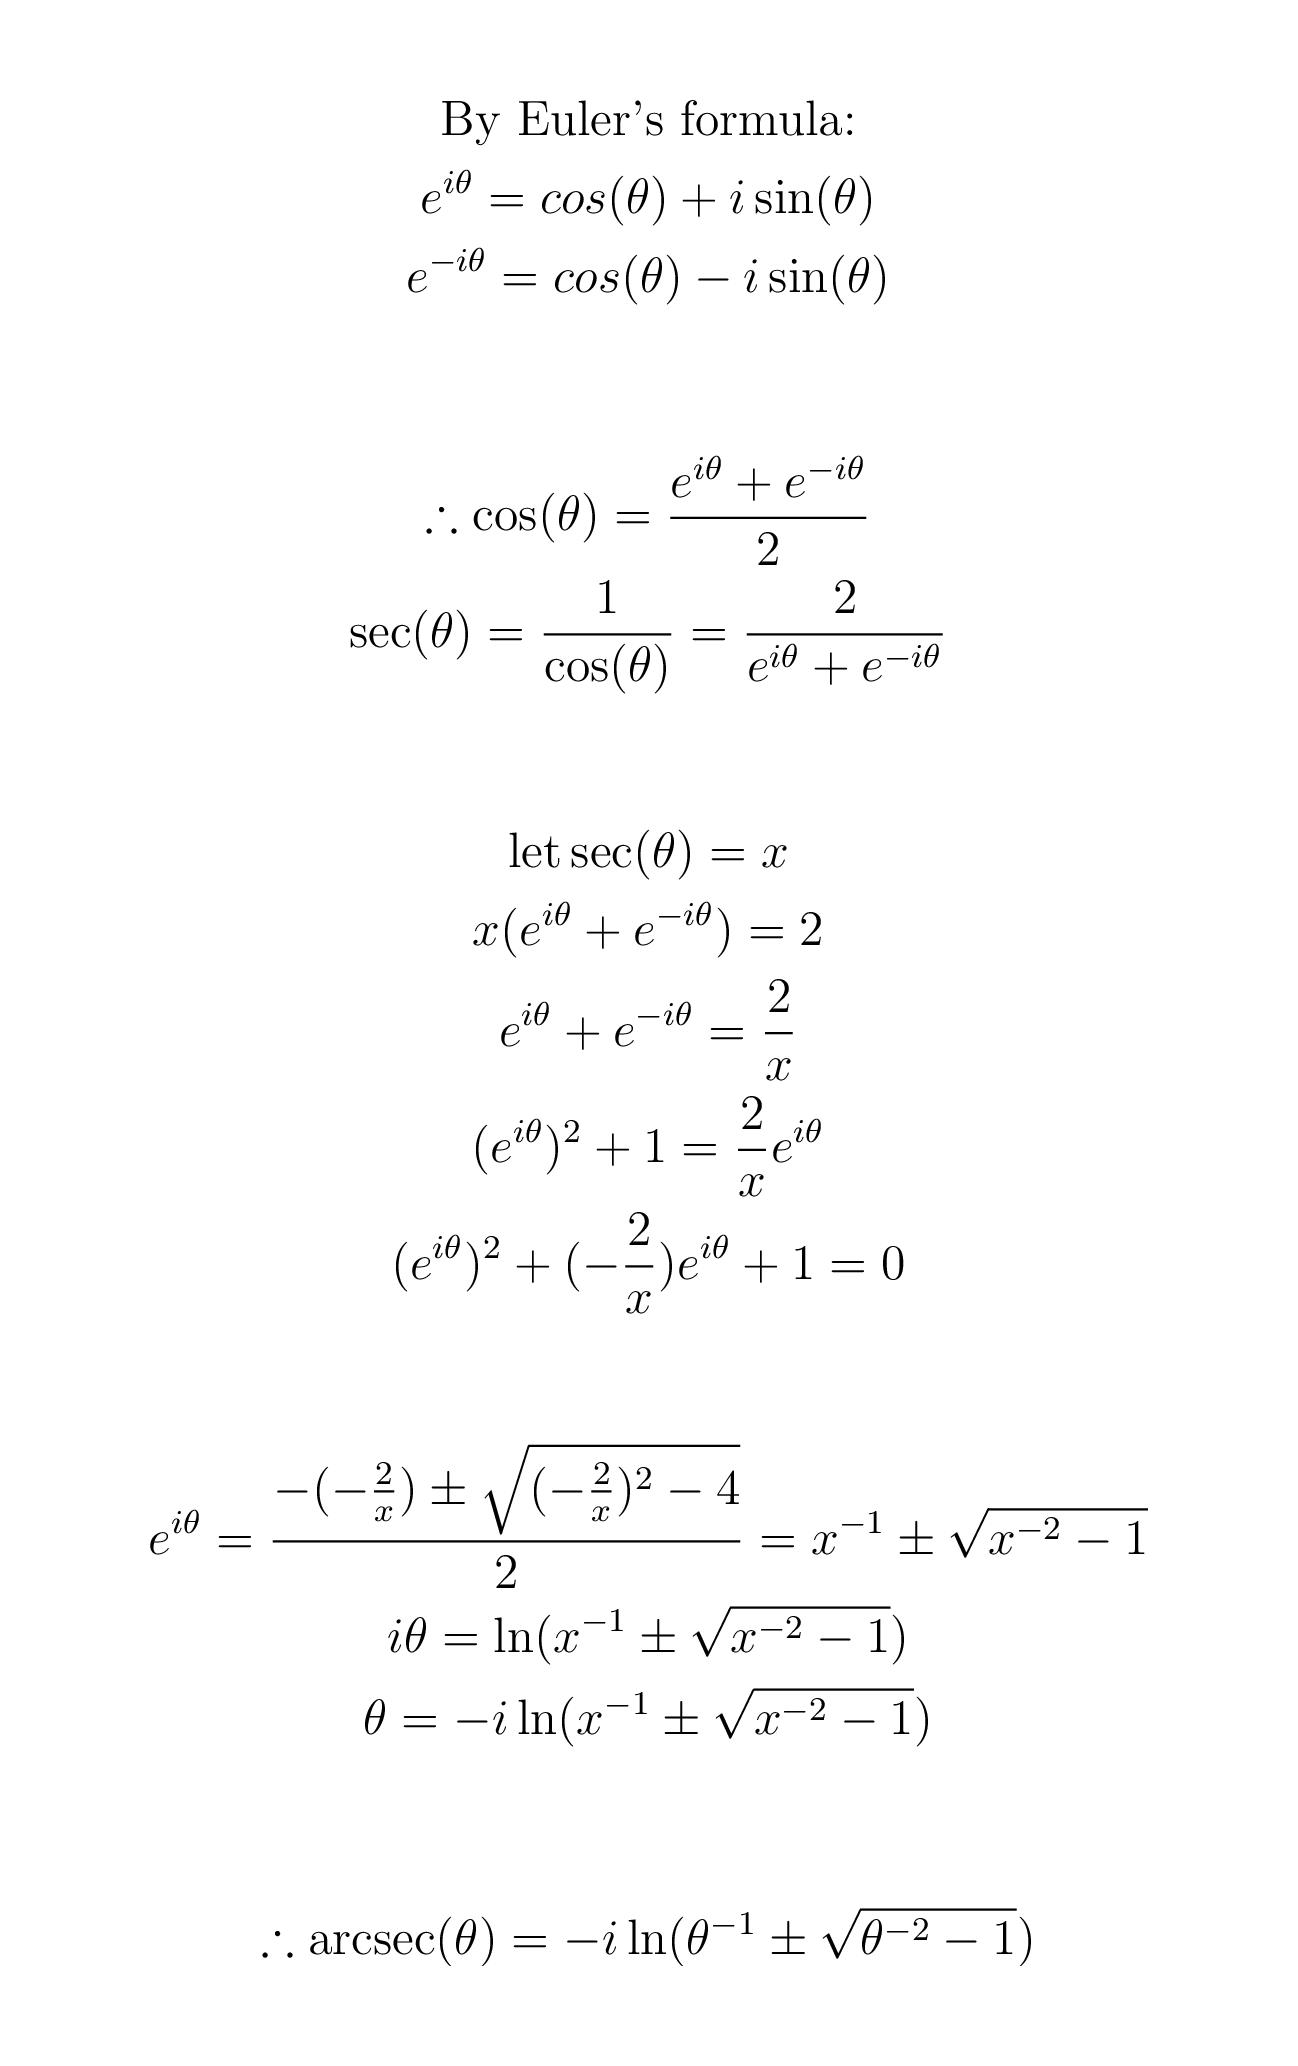 By Euler's formula:
$e^{i\theta} = cos(\theta) + i\sin(\theta)$
$e^{-i\theta} = cos(\theta) - i\sin(\theta)$
$\therefore \cos(\theta) = \frac{e^{i\theta} + e^{-i\theta}}{2}$
$\sec(\theta) = \frac{1}{\cos(\theta)} = \frac{2}{e^{i\theta} + e^{-i\theta}}$
$\text{let} \sec(\theta) = x$
$x(e^{i\theta} + e^{-i\theta}) = 2$
$e^{i\theta} + e^{-i\theta} = \frac{2}{x}$
$(e^{i\theta})^2 + 1 = \frac{2}{x}e^{i\theta}$
$(e^{i\theta})^2 + (-\frac{2}{x})e^{i\theta} + 1 = 0$
$e^{i\theta} = \frac{-(-\frac{2}{x}) \pm \sqrt{(-\frac{2}{x})^2 - 4}}{2} = x^{-1} \pm \sqrt{x^{-2} - 1}$
$i\theta = \ln(x^{-1} \pm \sqrt{x^{-2} - 1})$
$\theta = -i\ln(x^{-1} \pm \sqrt{x^{-2} - 1})$
$\therefore \text{arcsec}(\theta) = -i\ln(\theta^{-1} \pm \sqrt{\theta^{-2} - 1})$